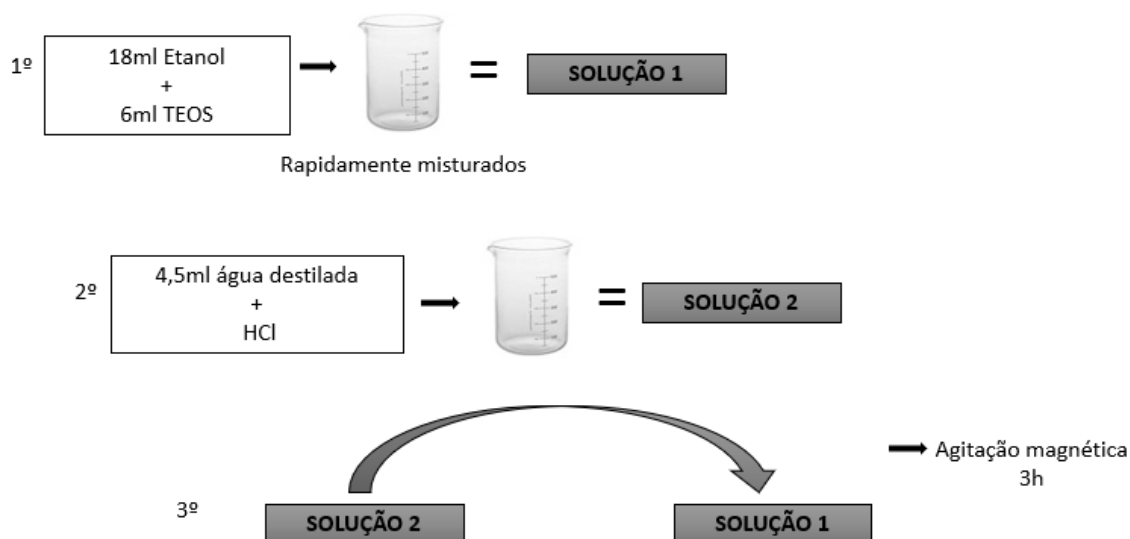 1º
18ml Etanol
+
6ml TEOS
=
SOLUÇÃO 1
Rapidamente misturados
2º
4,5ml água destilada
+
HCl
=
SOLUÇÃO 2
Agitação magnética
3h
3º
SOLUÇÃO 2
SOLUÇÃO 1